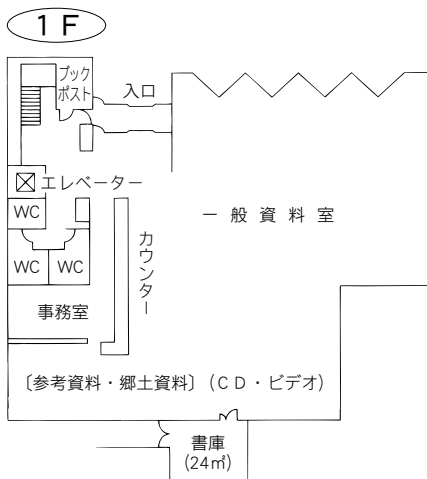 1F
ブック
ポスト
入口
エレベーター
WC
一般資料室
カウンター
WC
WC
事務室
〔参考資料・郷土資料〕(CD・ビデオ)
書庫
(24㎡)